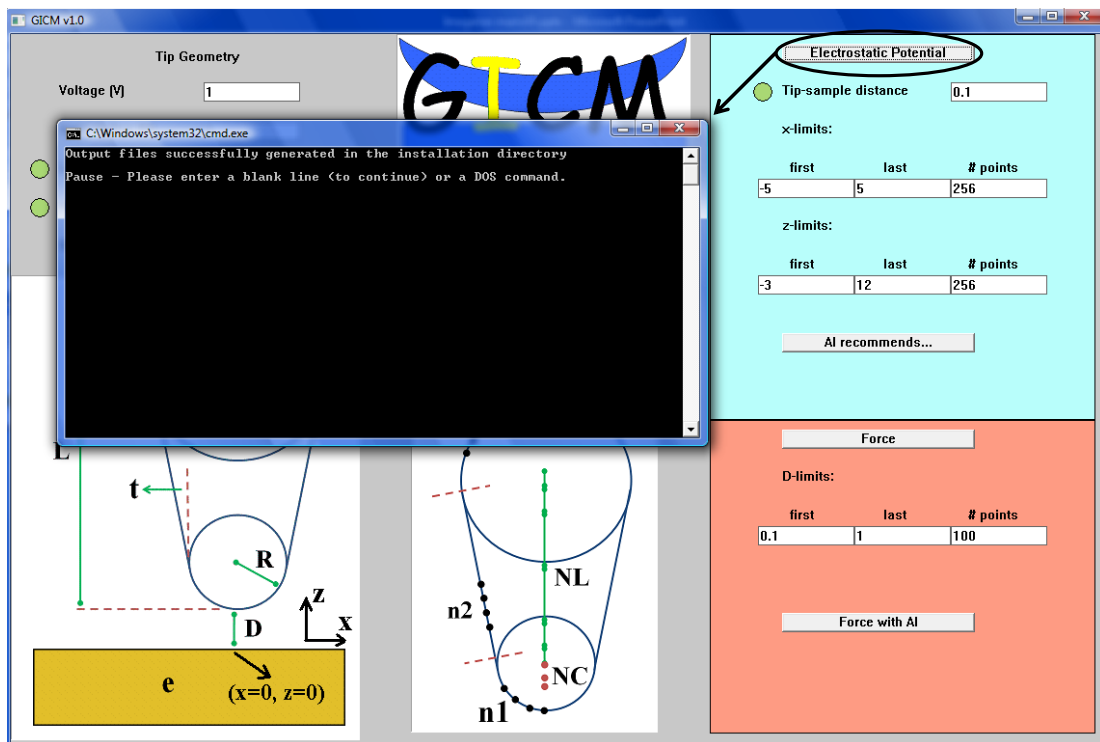 GICM v1.0
Tip Geometry
Voltage (V)
1
GICM
C:\Windows\system32\cmd.exe
Output files successfully generated in the installation directory
Pause - Please enter a blank line (to continue) or a DOS command.
Electrostatic Potential
Tip-sample distance
0.1
x-limits:
first last # points
-5 5 256
z-limits:
first last # points
-3 12 256
AI recommends...
Force
D-limits:
first last # points
0.1 1 100
Force with AI
L
t
R
D
z
x
e
(x=0, z=0)
NL
n2
NC
n1